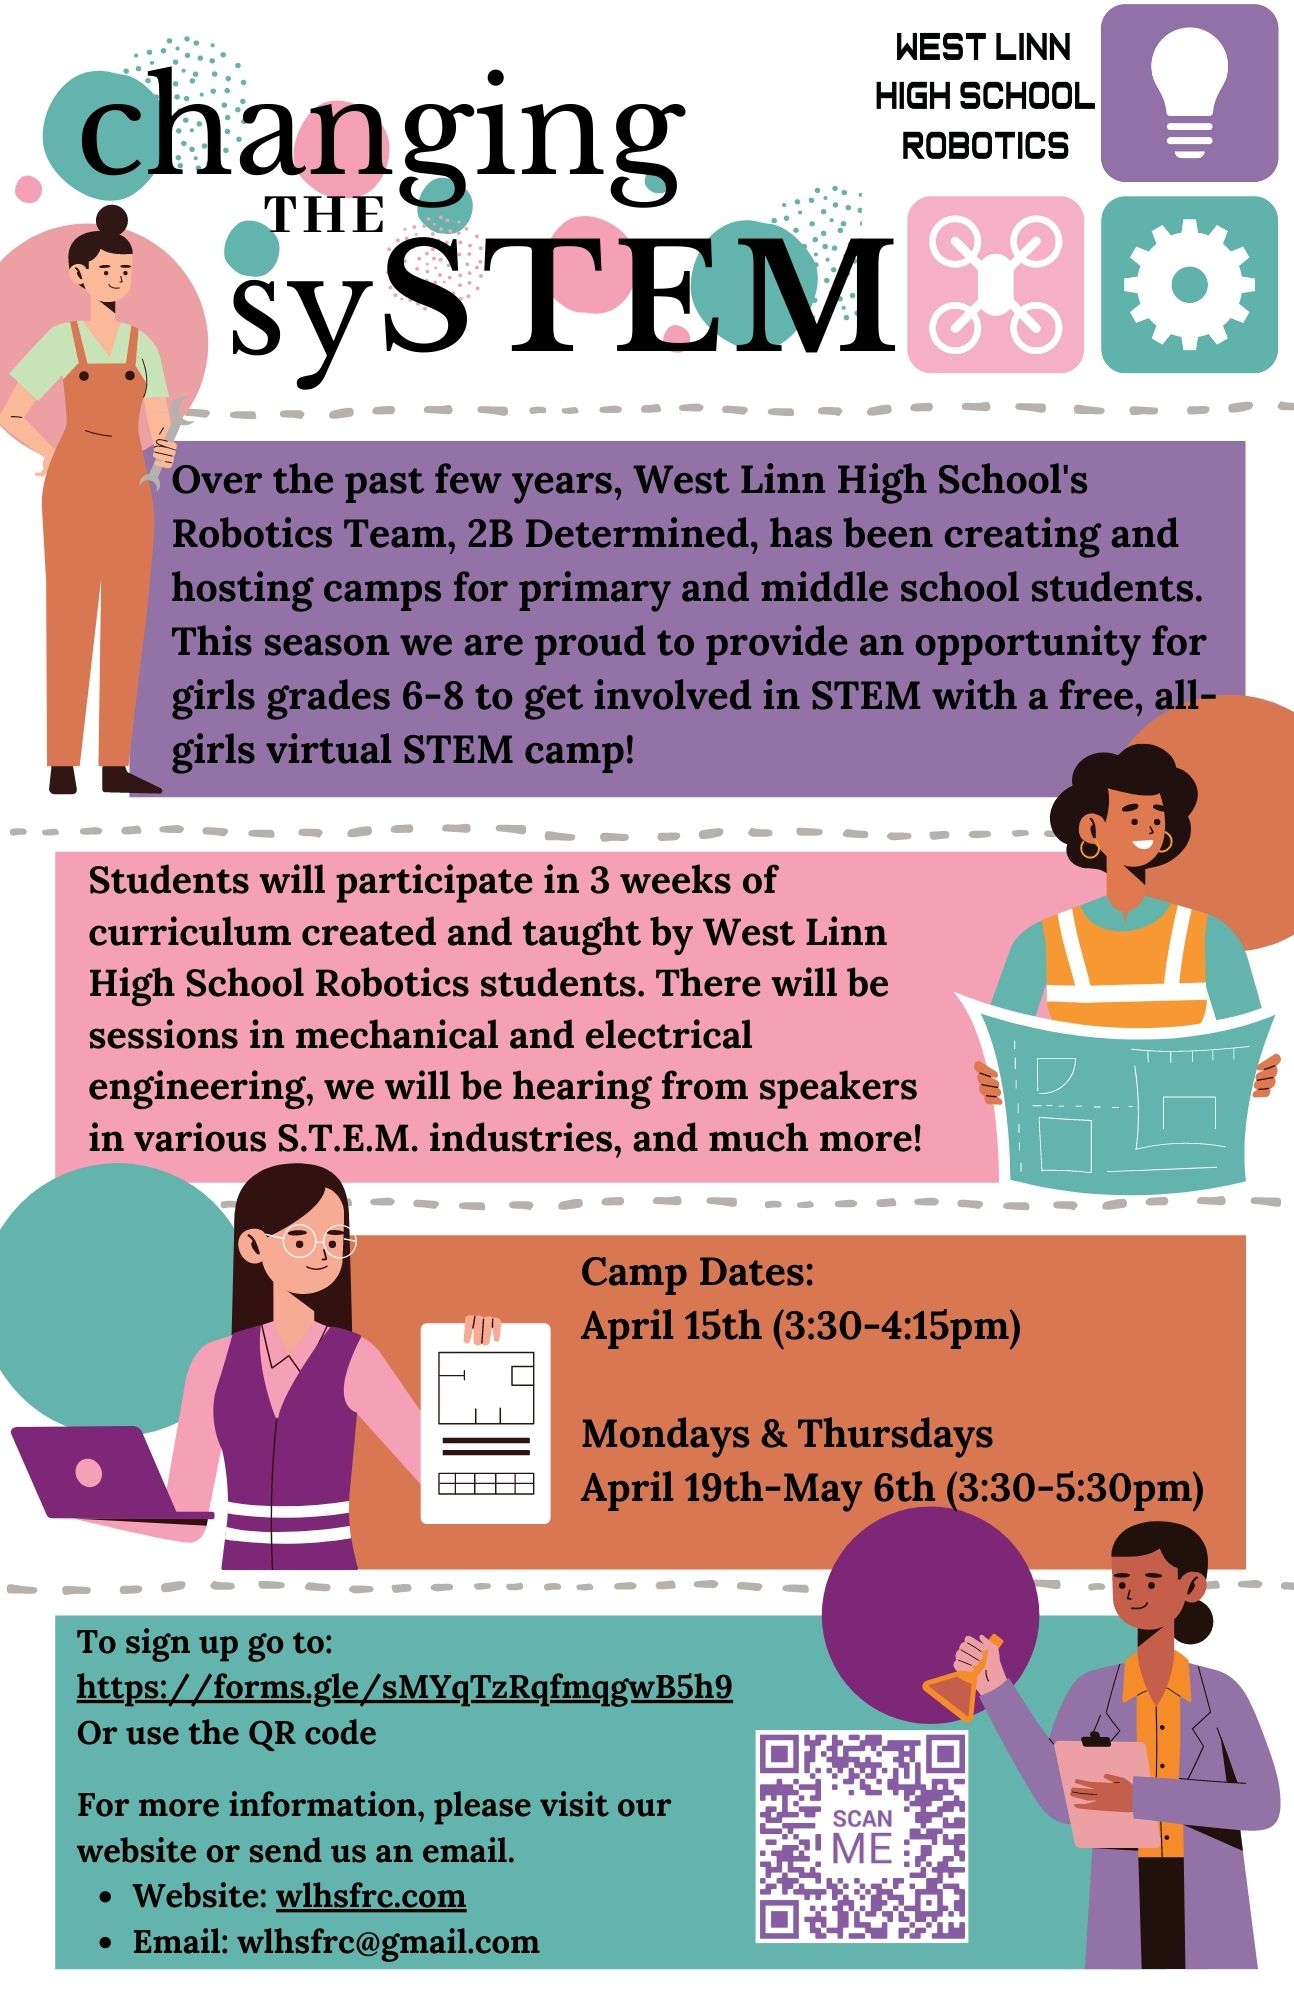 changing
THE
sySTEM
WEST LINN
HIGH SCHOOL
ROBOTICS
Over the past few years, West Linn High School's
Robotics Team, 2B Determined, has been creating and
hosting camps for primary and middle school students.
This season we are proud to provide an opportunity for
girls grades 6-8 to get involved in STEM with a free, all-
girls virtual STEM camp!
Students will participate in 3 weeks of
curriculum created and taught by West Linn
High School Robotics students. There will be
sessions in mechanical and electrical
engineering, we will be hearing from speakers
in various S.T.E.M. industries, and much more!
Camp Dates:
April 15th (3:30-4:15pm)
Mondays & Thursdays
April 19th-May 6th (3:30-5:30pm)
To sign up go to:
https://forms.gle/sMYqTzRqfmqgwB5h9
Or use the QR code
For more information, please visit our
website or send us an email.
• Website: wlhsfrc.com
• Email: wlhsfrc@gmail.com
SCAN
ME